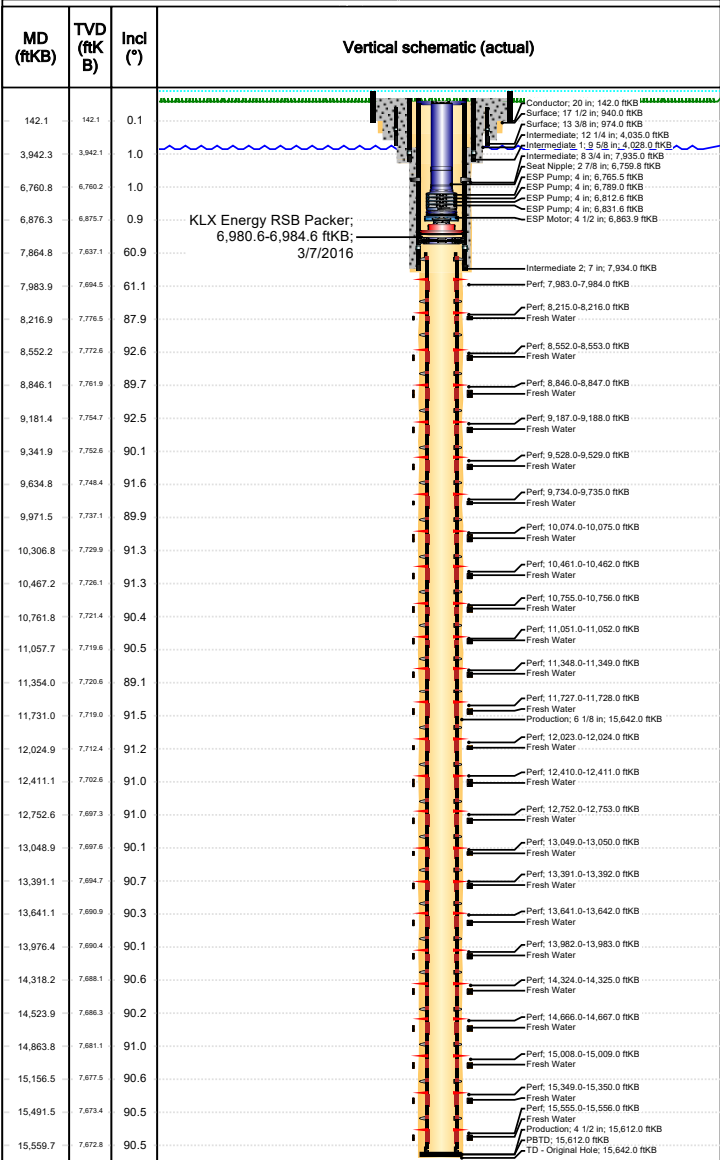 MD (ftKB)
TVD (ftK B)
Incl (°)
Vertical schematic (actual)
142.1 142.1 0.1
3,942.3 3,942.1 1.0
6,760.8 6,760.2 1.0
6,876.3 6,875.7 0.9
7,864.8 7,637.1 60.9
7,983.9 7,694.5 61.1
8,216.9 7,776.5 87.9
8,552.2 7,772.6 92.6
8,846.1 7,761.9 89.7
9,181.4 7,754.7 92.5
9,341.9 7,752.6 90.1
9,634.8 7,748.4 91.6
9,971.5 7,737.1 89.9
10,306.8 7,729.9 91.3
10,467.2 7,726.1 91.3
10,761.8 7,721.4 90.4
11,057.7 7,719.6 90.5
11,354.0 7,720.6 89.1
11,731.0 7,719.0 91.5
12,024.9 7,712.4 91.2
12,411.1 7,702.6 91.0
12,752.6 7,697.3 91.0
13,048.9 7,697.6 90.1
13,391.1 7,694.7 90.7
13,641.1 7,690.9 90.3
13,976.4 7,690.4 90.1
14,318.2 7,688.1 90.6
14,523.9 7,686.3 90.2
14,863.8 7,681.1 91.0
15,156.5 7,677.5 90.6
15,491.5 7,673.4 90.5
15,559.7 7,672.8 90.5
KLX Energy RSB Packer;
6,980.6-6,984.6 ftKB;
3/7/2016
Conductor; 20 in; 142.0 ftKB
Surface; 17 1/2 in; 940.0 ftKB
Surface; 13 3/8 in; 974.0 ftKB
Intermediate; 12 1/4 in; 4,035.0 ftKB
Intermediate 1; 9 5/8 in; 4,028.0 ftKB
Intermediate; 8 3/4 in; 7,935.0 ftKB
Seat Nipple; 2 7/8 in; 6,759.8 ftKB
ESP Pump; 4 in; 6,765.5 ftKB
ESP Pump; 4 in; 6,789.0 ftKB
ESP Pump; 4 in; 6,812.6 ftKB
ESP Pump; 4 in; 6,831.6 ftKB
ESP Motor; 4 1/2 in; 6,863.9 ftKB
Intermediate 2; 7 in; 7,934.0 ftKB
Perf; 7,983.0-7,984.0 ftKB
Perf; 8,215.0-8,216.0 ftKB
Fresh Water
Perf; 8,552.0-8,553.0 ftKB
Fresh Water
Perf; 8,846.0-8,847.0 ftKB
Fresh Water
Perf; 9,187.0-9,188.0 ftKB
Fresh Water
Perf; 9,528.0-9,529.0 ftKB
Fresh Water
Perf; 9,734.0-9,735.0 ftKB
Fresh Water
Perf; 10,074.0-10,075.0 ftKB
Fresh Water
Perf; 10,461.0-10,462.0 ftKB
Fresh Water
Perf; 10,755.0-10,756.0 ftKB
Fresh Water
Perf; 11,051.0-11,052.0 ftKB
Fresh Water
Perf; 11,348.0-11,349.0 ftKB
Fresh Water
Perf; 11,727.0-11,728.0 ftKB
Fresh Water
Production; 6 1/8 in; 15,642.0 ftKB
Perf; 12,023.0-12,024.0 ftKB
Fresh Water
Perf; 12,410.0-12,411.0 ftKB
Fresh Water
Perf; 12,752.0-12,753.0 ftKB
Fresh Water
Perf; 13,049.0-13,050.0 ftKB
Fresh Water
Perf; 13,391.0-13,392.0 ftKB
Fresh Water
Perf; 13,641.0-13,642.0 ftKB
Fresh Water
Perf; 13,982.0-13,983.0 ftKB
Fresh Water
Perf; 14,324.0-14,325.0 ftKB
Fresh Water
Perf; 14,666.0-14,667.0 ftKB
Fresh Water
Perf; 15,008.0-15,009.0 ftKB
Fresh Water
Perf; 15,349.0-15,350.0 ftKB
Fresh Water
Perf; 15,555.0-15,556.0 ftKB
Fresh Water
Production; 4 1/2 in; 15,612.0 ftKB
PBTD; 15,612.0 ftKB
TD - Original Hole; 15,642.0 ftKB